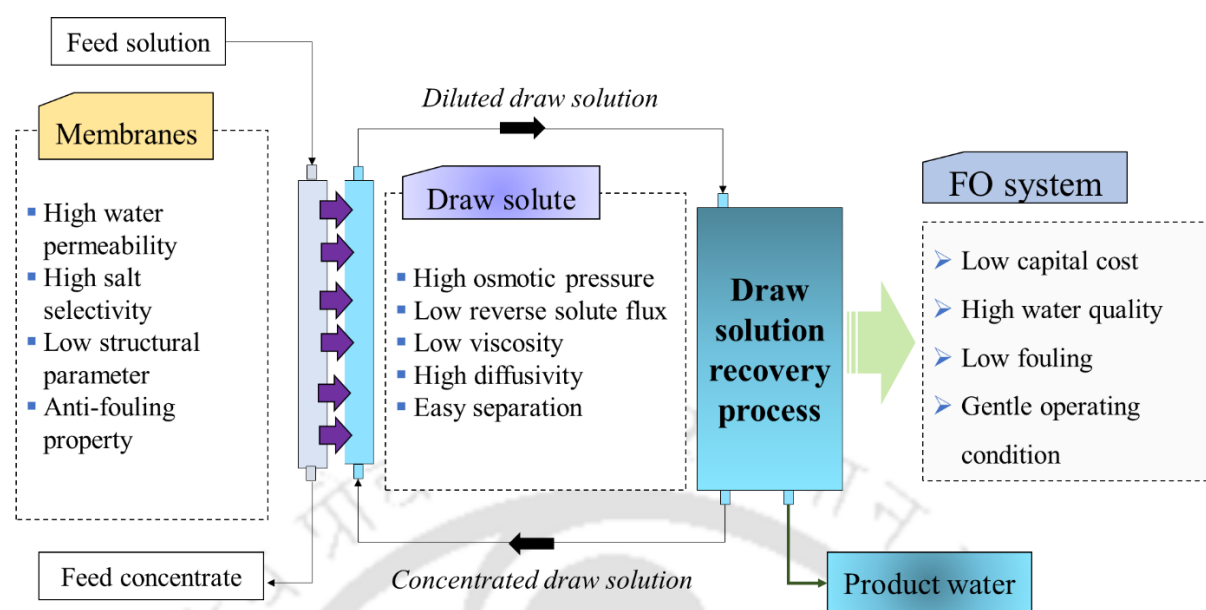 Feed solution
Membranes
▪ High water
permeability
▪ High salt
selectivity
▪ Low structural
parameter
▪ Anti-fouling
property
Feed concentrate
Diluted draw solution
Draw solute
▪ High osmotic pressure
▪ Low reverse solute flux
▪ Low viscosity
▪ High diffusivity
▪ Easy separation
Concentrated draw solution
Draw
solution
recovery
process
Product water
FO system
➢ Low capital cost
➢ High water quality
➢ Low fouling
➢ Gentle operating
condition